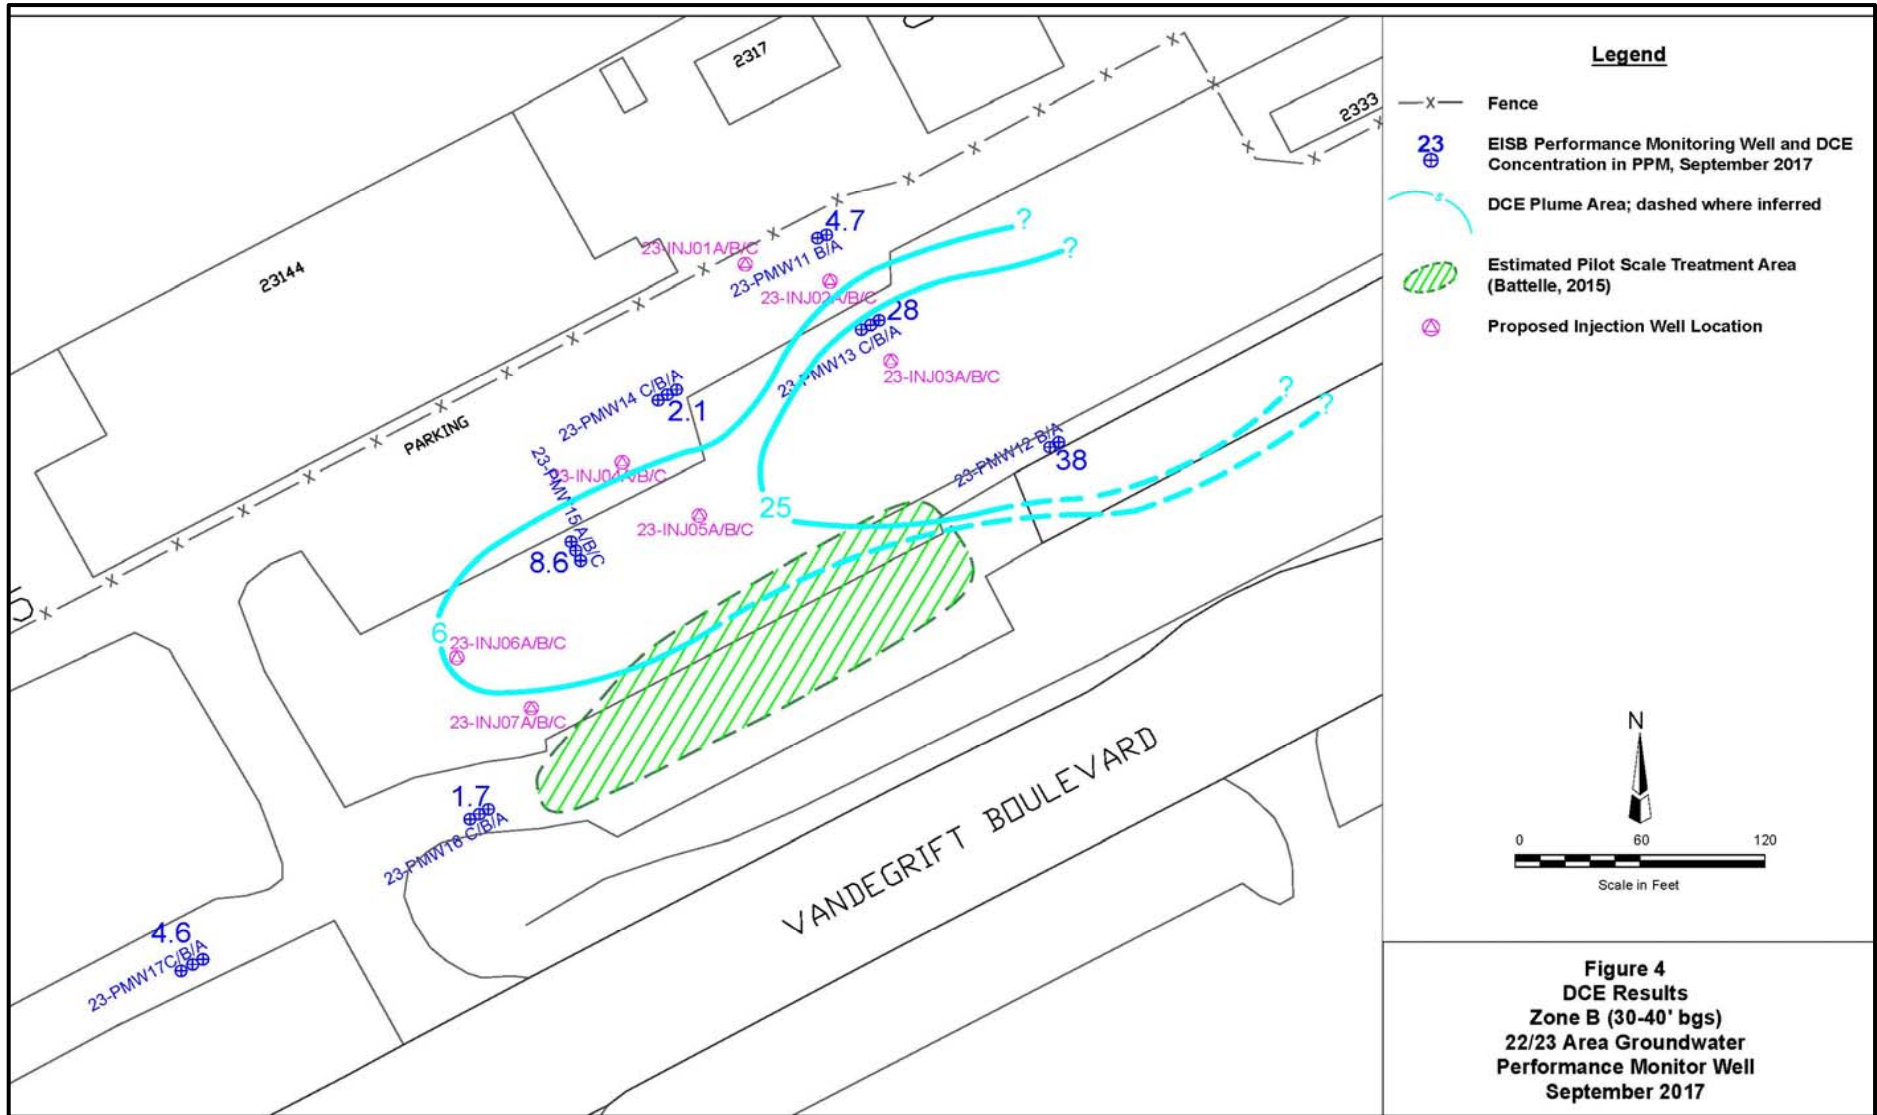 2317
2333
23144
PARKING
4.7
23-INJ01A/B/C
23-PMW11 B/A
23-INJ02A/B/C
28
23-PMW13 C/B/A
23-INJ03A/B/C
23-PMW14 C/B/A
2.1
23-INJ04A/B/C
23-PMW15 A/B/C
8.6
23-INJ05A/B/C
23-PMW12 B/A
38
25
6
?
?
?
?
23-INJ06A/B/C
23-INJ07A/B/C
1.7
23-PMW18 C/B/A
4.6
23-PMW17C/B/A
VANDEGRIFT BOULEVARD
Legend
X Fence
23
EISB Performance Monitoring Well and DCE
Concentration in PPM, September 2017
5
DCE Plume Area; dashed where inferred
Estimated Pilot Scale Treatment Area
(Battelle, 2015)
Proposed Injection Well Location
N
0 60 120
Scale in Feet
Figure 4
DCE Results
Zone B (30-40' bgs)
22/23 Area Groundwater
Performance Monitor Well
September 2017